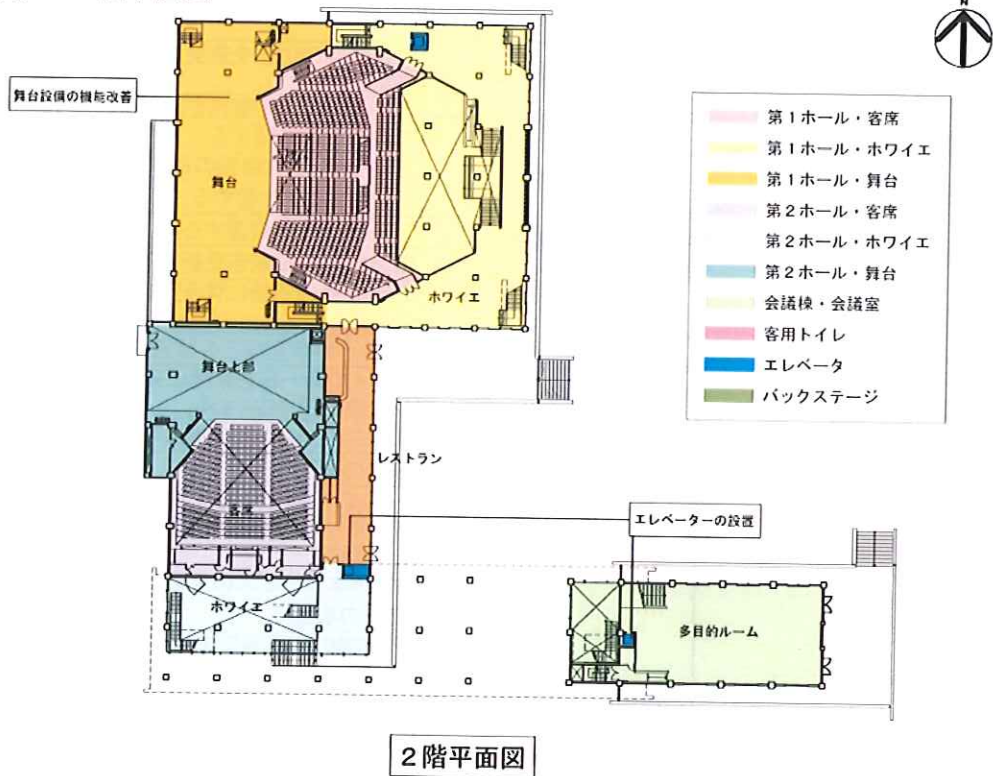 N
舞台設備の機能改善
舞台
ホワイエ
舞台上部
レストラン
客席
ホワイエ
エレベーターの設置
多目的ルーム
第1ホール・客席
第1ホール・ホワイエ
第1ホール・舞台
第2ホール・客席
第2ホール・ホワイエ
第2ホール・舞台
会議棟・会議室
客用トイレ
エレベータ
バックステージ
2階平面図